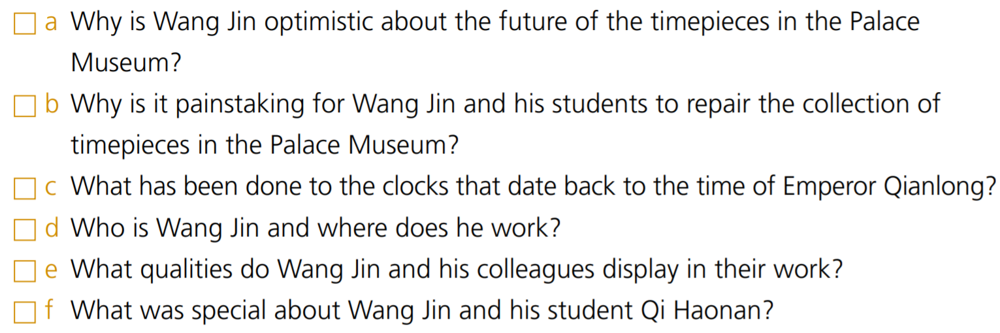 a Why is Wang Jin optimistic about the future of the timepieces in the Palace
Museum?
b Why is it painstaking for Wang Jin and his students to repair the collection of
timepieces in the Palace Museum?
c What has been done to the clocks that date back to the time of Emperor Qianlong?
d Who is Wang Jin and where does he work?
e What qualities do Wang Jin and his colleagues display in their work?
f What was special about Wang Jin and his student Qi Haonan?